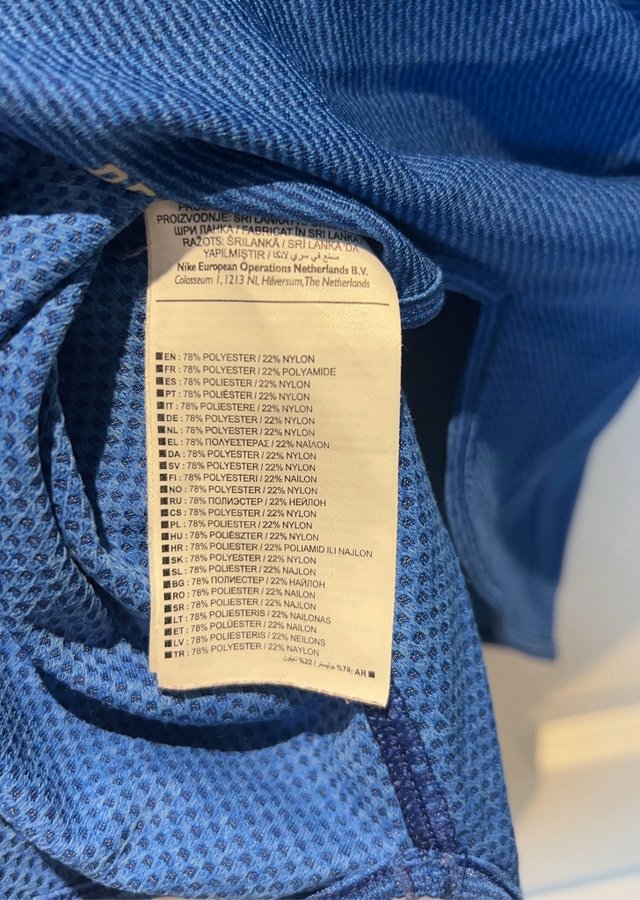 PROIZVODNJE: SRI LANKA /
ШРИ ЛАНКА / FABRICAT ÎN SRI LANKA
RAŽOTS: ŠRILANKĀ / SRI LANKA'DA
YAPILMIŞTIR / صنع في سري لانكا
Nike European Operations Netherlands B.V.
Colosseum 1, 1213 NL Hilversum, The Netherlands
EN : 78% POLYESTER / 22% NYLON
FR : 78% POLYESTER / 22% POLYAMIDE
ES : 78% POLIÉSTER / 22% NYLON
PT : 78% POLIÉSTER / 22% NYLON
IT : 78% POLIESTERE / 22% NYLON
DE : 78% POLYESTER / 22% NYLON
NL : 78% POLYESTER / 22% NYLON
EL : 78% ΠΟΛΥΕΣΤΕΡΑΣ / 22% ΝΑΪΛΟΝ
DA : 78% POLYESTER / 22% NYLON
SV : 78% POLYESTER / 22% NYLON
FI : 78% POLYESTERI / 22% NAILON
NO : 78% POLYESTER / 22% NYLON
RU : 78% ПОЛИЭСТЕР / 22% НЕЙЛОН
CS : 78% POLYESTER / 22% NYLON
PL : 78% POLIESTER / 22% NYLON
HU : 78% POLIÉSZTER / 22% NYLON
HR : 78% POLIESTER / 22% POLIAMID ILI NAJLON
SK : 78% POLYESTER / 22% NYLON
SL : 78% POLIESTER / 22% NAJLON
BG : 78% ПОЛИЕСТЕР / 22% НАЙЛОН
RO : 78% POLIESTER / 22% NAILON
SR : 78% POLIESTER / 22% NAJLON
LT : 78% POLIESTERIS / 22% NAILONAS
ET : 78% POLÜESTER / 22% NAILON
LV : 78% POLIESTERIS / 22% NEILONS
TR : 78% POLYESTER / 22% NAYLON
AR :78% بوليستر / 22% نايلون